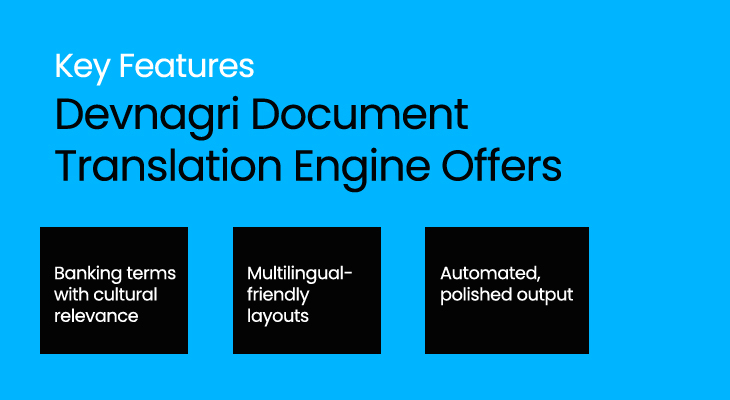 Key Features
Devnagri Document
Translation Engine Offers
Banking terms
with cultural
relevance
Multilingual-
friendly
layouts
Automated,
polished output